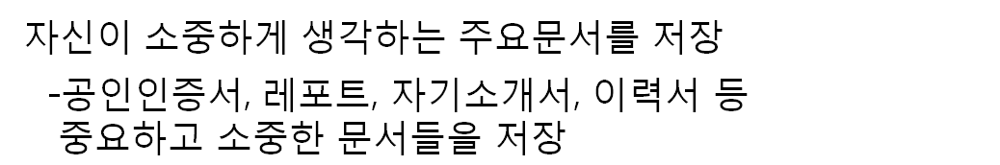 자신이 소중하게 생각하는 주요문서를 저장
-공인인증서, 레포트, 자기소개서, 이력서 등
중요하고 소중한 문서들을 저장